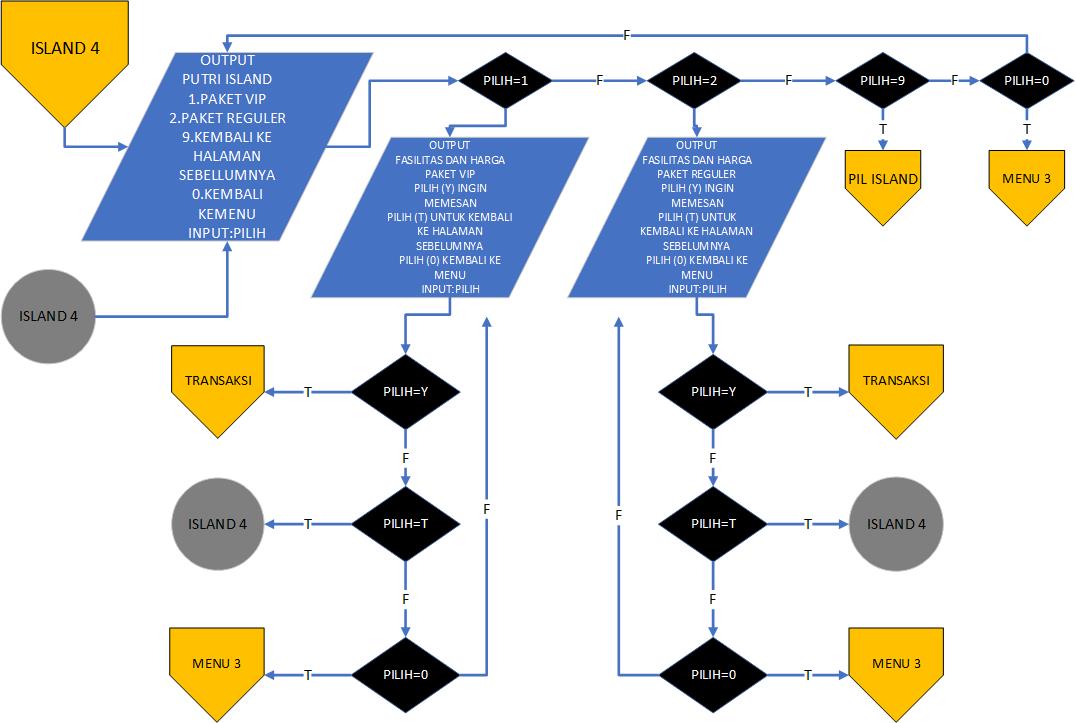 ISLAND 4
OUTPUT
PUTRI ISLAND
1.PAKET VIP
2.PAKET REGULER
9.KEMBALI KE
HALAMAN
SEBELLUMNYA
0.KEMBALI
KEMENU
INPUT:PILIH
F
PILIH=1
F
PILIH=2
F
PILIH=9
F
PILIH=0
T
T
PIL ISLAND
MENU 3
OUTPUT
FASILITAS DAN HARGA
PAKET VIP
PILIH (Y) INGIN
MEMESAN
PILIH (T) UNTUK KEMBALI
KE HALAMAN
SEBELUMNYA
PILIH (0) KEMBALI KE
MENU
INPUT:PILIH
OUTPUT
FASILITAS DAN HARGA
PAKET REGULER
PILIH (Y) INGIN
MEMESAN
PILIH (T) UNTUK
KEMBALI KE HALAMAN
SEBELUMNYA
PILIH (0) KEMBALI KE
MENU
INPUT:PILIH
ISLAND 4
TRANSAKSI
T
PILIH=Y
F
ISLAND 4
T
PILIH=T
F
F
MENU 3
T
PILIH=0
PILIH=Y
T
TRANSAKSI
F
F
PILIH=T
T
ISLAND 4
F
PILIH=0
T
MENU 3